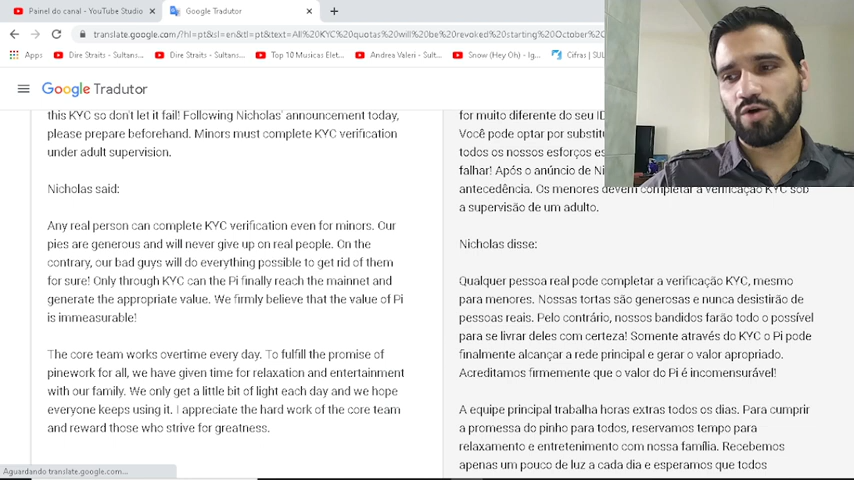 Painel do canal - YouTube Studio
Google Tradutor
translate.google.com/?hl=pt&sl=en&tl=pt&text=All%20KYC%20quotas%20will%20be%20revoked%20starting%20October%
Apps
Dire Straits - Sultans...
Dire Straits - Sultans...
Top 10 Musicas Elet...
Andrea Valeri - Sultans...
Snow (Hey Oh) - Ig...
Cifras | SUL
Google Tradutor
this KYC so don't let it fail! Following Nicholas' announcement today,
please prepare beforehand. Minors must complete KYC verification
under adult supervision.
Nicholas said:
Any real person can complete KYC verification even for minors. Our
pies are generous and will never give up on real people. On the
contrary, our bad guys will do everything possible to get rid of them
for sure! Only through KYC can the Pi finally reach the mainnet and
generate the appropriate value. We firmly believe that the value of Pi
is immeasurable!
The core team works overtime every day. To fulfill the promise of
pinework for all, we have given time for relaxation and entertainment
with our family. We only get a little bit of light each day and we hope
everyone keeps using it. I appreciate the hard work of the core team
and reward those who strive for greatness.
for muito diferente do seu ID
Você pode optar por substit
todos os nossos esforços es
falhar! Após o anúncio de Ni
antecedência. Os menores devem completar a verificação KYC sob
a supervisão de um adulto.
Nicholas disse:
Qualquer pessoa real pode completar a verificação KYC, mesmo
para menores. Nossas tortas são generosas e nunca desistirão de
pessoas reais. Pelo contrário, nossos bandidos farão todo o possível
para se livrar deles com certeza! Somente através do KYC o Pi pode
finalmente alcançar a rede principal e gerar o valor apropriado.
Acreditamos firmemente que o valor do Pi é incomensurável!
A equipe principal trabalha horas extras todos os dias. Para cumprir
a promessa do pinho para todos, reservamos tempo para
relaxamento e entretenimento com nossa família. Recebemos
apenas um pouco de luz a cada dia e esperamos que todos
Aguardando translate.google.com...